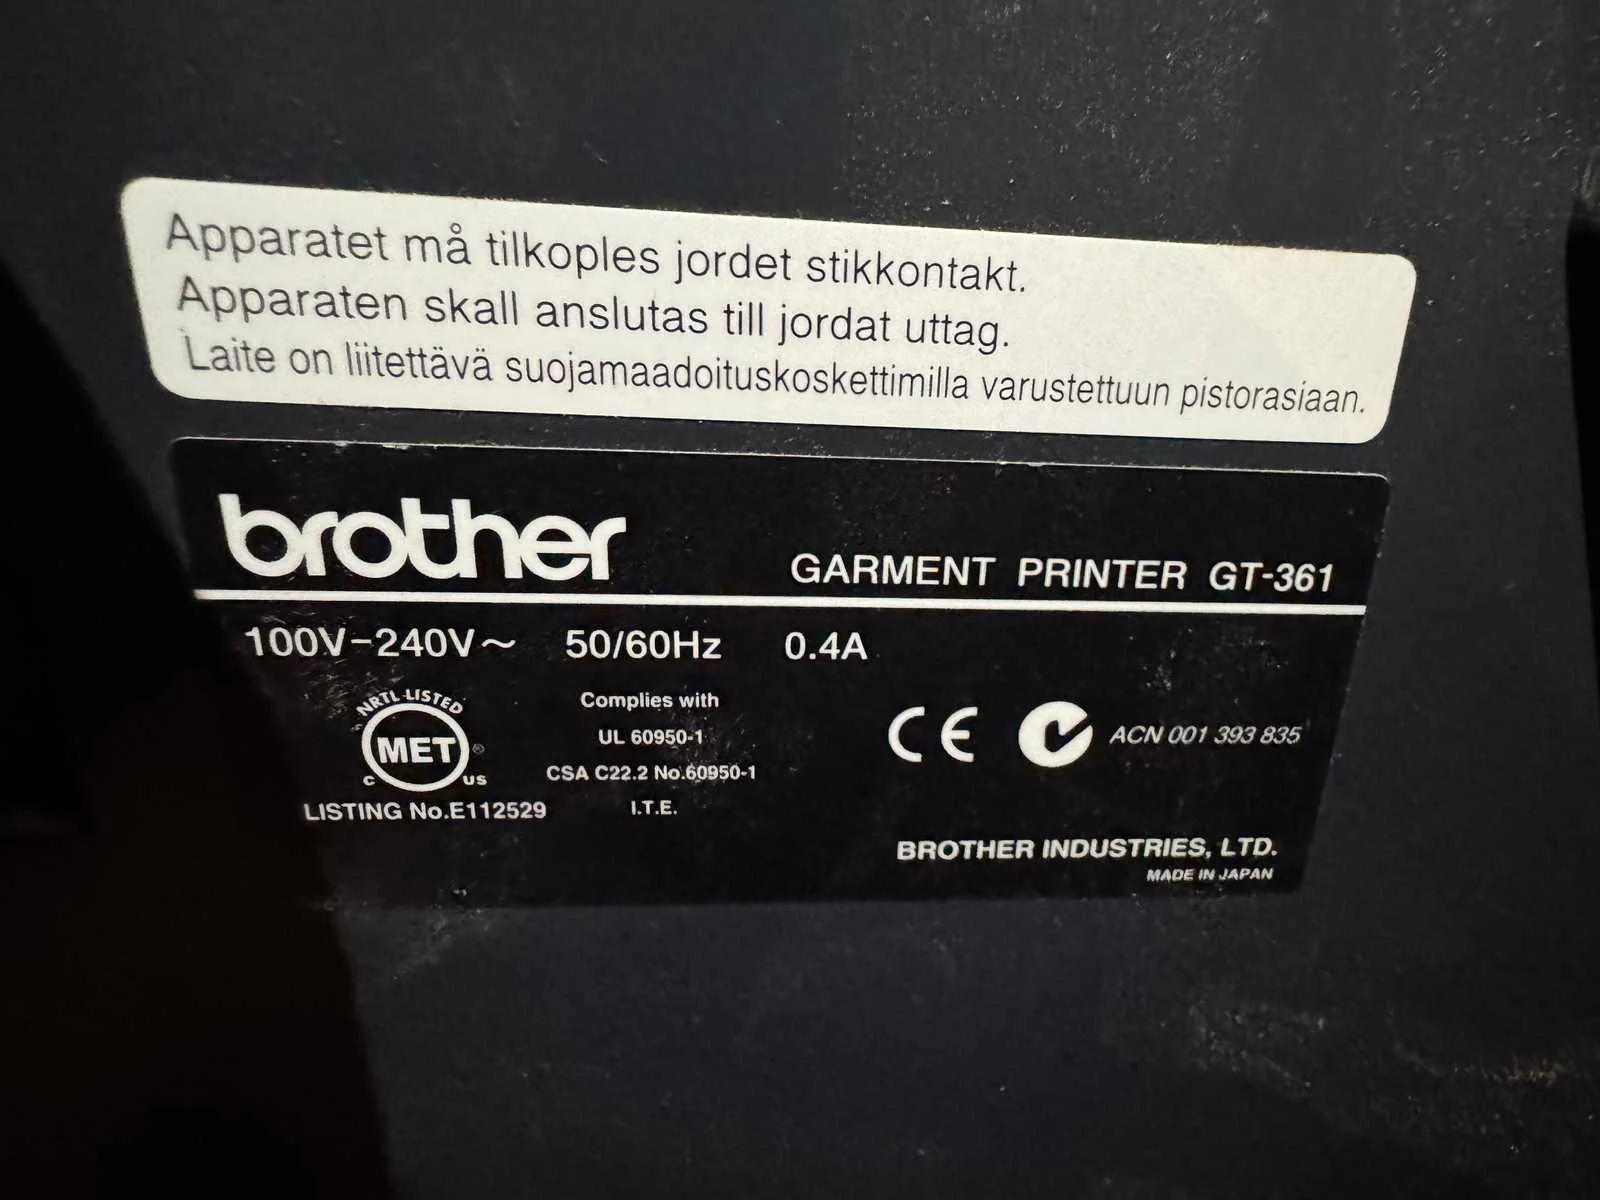 Apparatet må tilkoples jordet stikkontakt.
Apparaten skall anslutas till jordat uttag.
Laite on liitettävä suojamaadoituskoskettimilla varustettuun pistorasiaan.
brother
GARMENT PRINTER GT-361
100V-240V~ 50/60Hz 0.4A
NRTL LISTED
MET®
C US
LISTING No.E112529
Complies with
UL 60950-1
CSA C22.2 No.60950-1
I.T.E.
CE
ACN 001 393 835
BROTHER INDUSTRIES, LTD.
MADE IN JAPAN